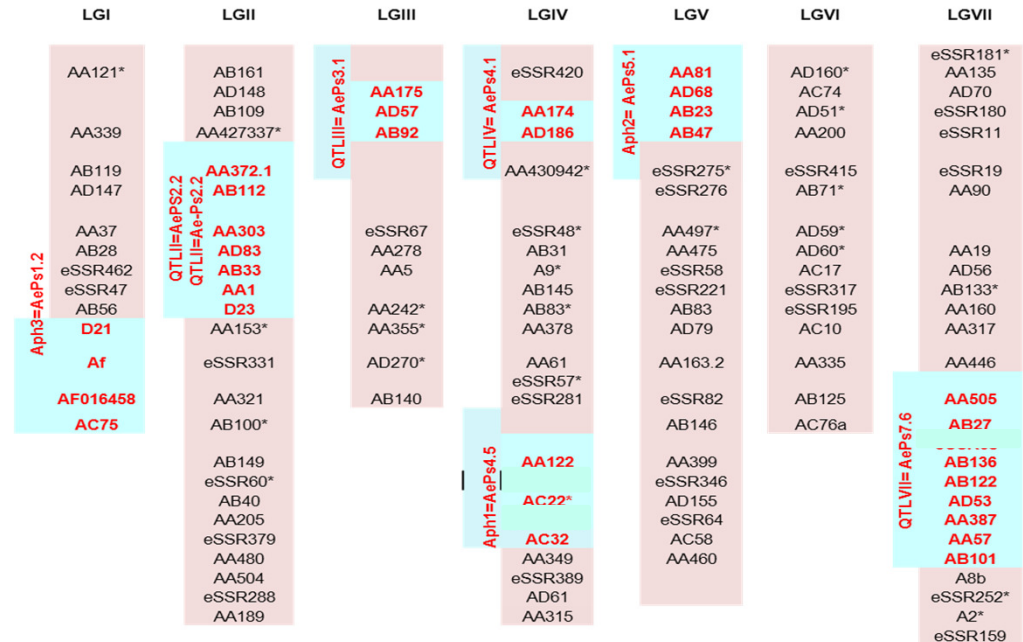 LGI
AA121*
AA339
AB119
AD147
AA37
AB28
eSSR462
eSSR47
AB56
D21
Af
AF016458
AC75
Aph3=AePs1.2
LGII
AB161
AD148
AB109
AA427337*
AA372.1
AB112
AA303
AD83
AB33
AA1
D23
AA153*
eSSR331
AA321
AB100*
AB149
eSSR60*
AB40
AA205
eSSR379
AA480
AA504
eSSR288
AA189
QTLII=AePS2.2
QTLII=Ae-Ps2.2
LGIII
AA175
AD57
AB92
eSSR67
AA278
AA5
AA242*
AA355*
AD270*
AB140
QTLIII= AePs3.1
LGIV
eSSR420
AA174
AD186
AA430942*
eSSR48*
AB31
A9*
AB145
AB83*
AA378
AA61
eSSR57*
eSSR281
AA122
AC22*
AC32
AA349
eSSR389
AD61
AA315
QTLIV= AePs4.1
Aph1=AePs4.5
LGV
AA81
AD68
AB23
AB47
eSSR275*
eSSR276
AA497*
AA475
eSSR58
eSSR221
AB83
AD79
AA163.2
eSSR82
AB146
AA399
eSSR346
AD155
eSSR64
AC58
AA460
Aph2= AePs5.1
LGVI
AD160*
AC74
AD51*
AA200
eSSR415
AB71*
AD59*
AD60*
AC17
eSSR317
eSSR195
AC10
AA335
AB125
AC76a
LGVII
eSSR181*
AA135
AD70
eSSR180
eSSR11
eSSR19
AA90
AA19
AD56
AB133*
AA160
AA317
AA446
AA505
AB27
AB136
AB122
AD53
AA387
AA57
AB101
A8b
eSSR252*
A2*
eSSR159
QTLVII= AePs7.6